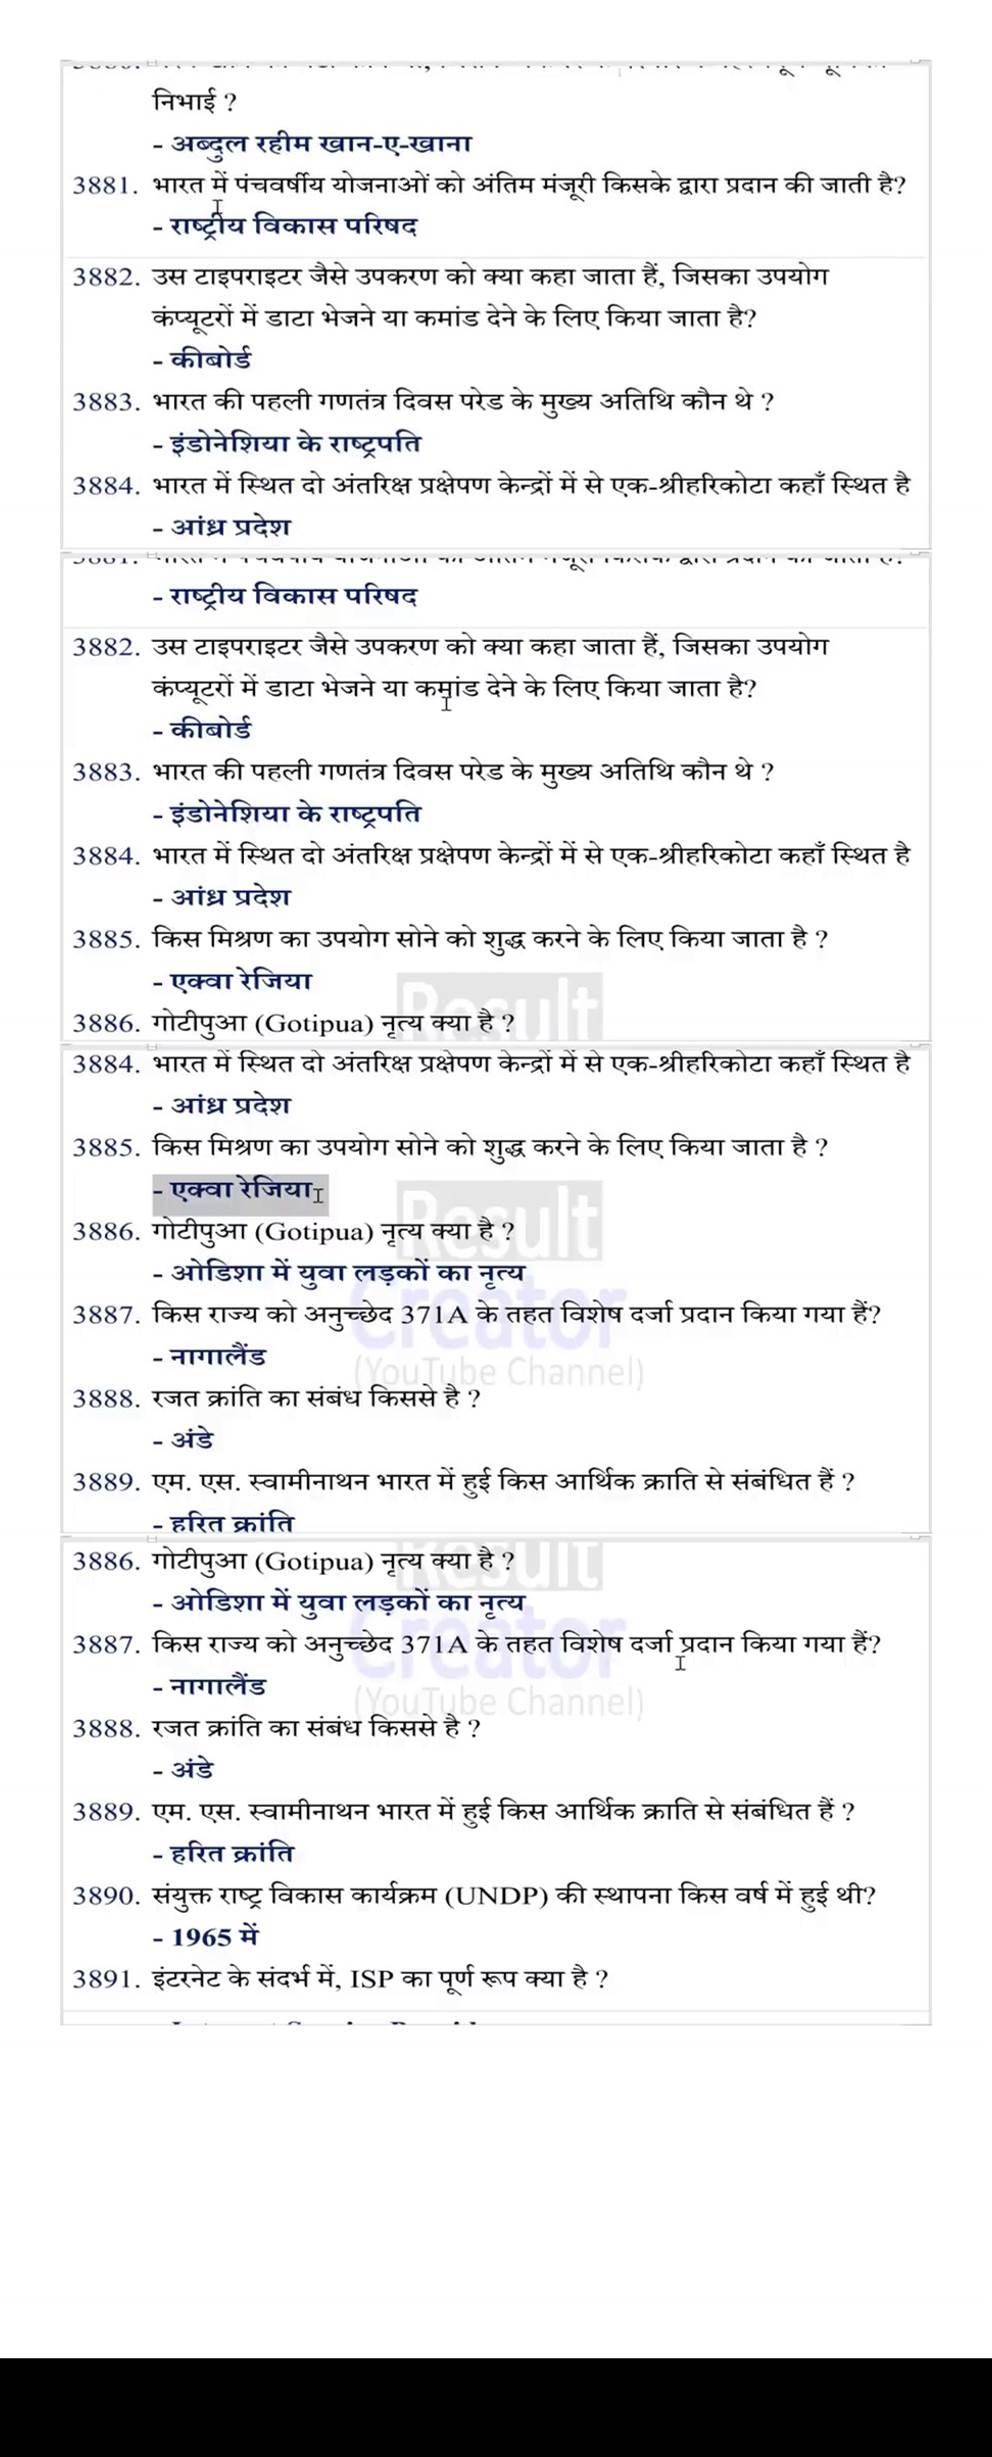 निभाई ?
- अब्दुल रहीम खान-ए-खाना
3881. भारत में पंचवर्षीय योजनाओं को अंतिम मंजूरी किसके द्वारा प्रदान की जाती है?
- राष्ट्रीय विकास परिषद
3882. उस टाइपराइटर जैसे उपकरण को क्या कहा जाता हैं, जिसका उपयोग
कंप्यूटरों में डाटा भेजने या कमांड देने के लिए किया जाता है?
- कीबोर्ड
3883. भारत की पहली गणतंत्र दिवस परेड के मुख्य अतिथि कौन थे ?
- इंडोनेशिया के राष्ट्रपति
3884. भारत में स्थित दो अंतरिक्ष प्रक्षेपण केन्द्रों में से एक-श्रीहरिकोटा कहाँ स्थित है
- आंध्र प्रदेश
- राष्ट्रीय विकास परिषद
3882. उस टाइपराइटर जैसे उपकरण को क्या कहा जाता हैं, जिसका उपयोग
कंप्यूटरों में डाटा भेजने या कमांड देने के लिए किया जाता है?
- कीबोर्ड
3883. भारत की पहली गणतंत्र दिवस परेड के मुख्य अतिथि कौन थे ?
- इंडोनेशिया के राष्ट्रपति
3884. भारत में स्थित दो अंतरिक्ष प्रक्षेपण केन्द्रों में से एक-श्रीहरिकोटा कहाँ स्थित है
- आंध्र प्रदेश
3885. किस मिश्रण का उपयोग सोने को शुद्ध करने के लिए किया जाता है ?
- एक्वा रेजिया
Result
3886. गोटीपुआ (Gotipua) नृत्य क्या है ?
3884. भारत में स्थित दो अंतरिक्ष प्रक्षेपण केन्द्रों में से एक-श्रीहरिकोटा कहाँ स्थित है
- आंध्र प्रदेश
3885. किस मिश्रण का उपयोग सोने को शुद्ध करने के लिए किया जाता है ?
- एक्वा रेजिया
Result
3886. गोटीपुआ (Gotipua) नृत्य क्या है ?
- ओडिशा में युवा लड़कों का नृत्य
Creator
3887. किस राज्य को अनुच्छेद 371A के तहत विशेष दर्जा प्रदान किया गया हैं?
- नागालैंड
(YouTube Channel)
3888. रजत क्रांति का संबंध किससे है ?
- अंडे
3889. एम. एस. स्वामीनाथन भारत में हुई किस आर्थिक क्राति से संबंधित हैं ?
- हरित क्रांति
Result
3886. गोटीपुआ (Gotipua) नृत्य क्या है ?
- ओडिशा में युवा लड़कों का नृत्य
Creator
3887. किस राज्य को अनुच्छेद 371A के तहत विशेष दर्जा प्रदान किया गया हैं?
- नागालैंड
(YouTube Channel)
3888. रजत क्रांति का संबंध किससे है ?
- अंडे
3889. एम. एस. स्वामीनाथन भारत में हुई किस आर्थिक क्राति से संबंधित हैं ?
- हरित क्रांति
3890. संयुक्त राष्ट्र विकास कार्यक्रम (UNDP) की स्थापना किस वर्ष में हुई थी?
- 1965 में
3891. इंटरनेट के संदर्भ में, ISP का पूर्ण रूप क्या है ?